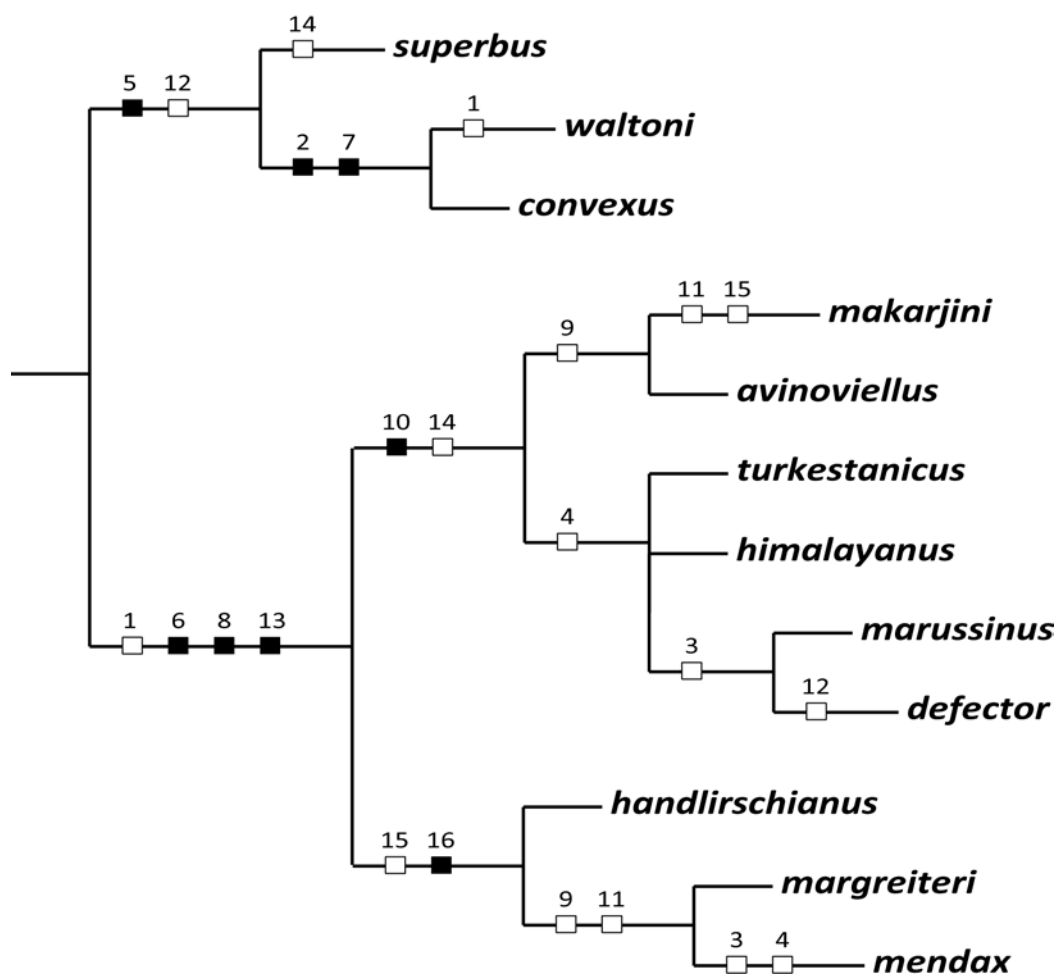 14
superbus
5 12
1
waltoni
2 7
convexus
11 15
makarjini
9
avinoviellus
10 14
turkestanicus
4
himalayanus
1 6 8 13
marussinus
3
12
defector
handlirschianus
15 16
margreiteri
9 11
3 4
mendax